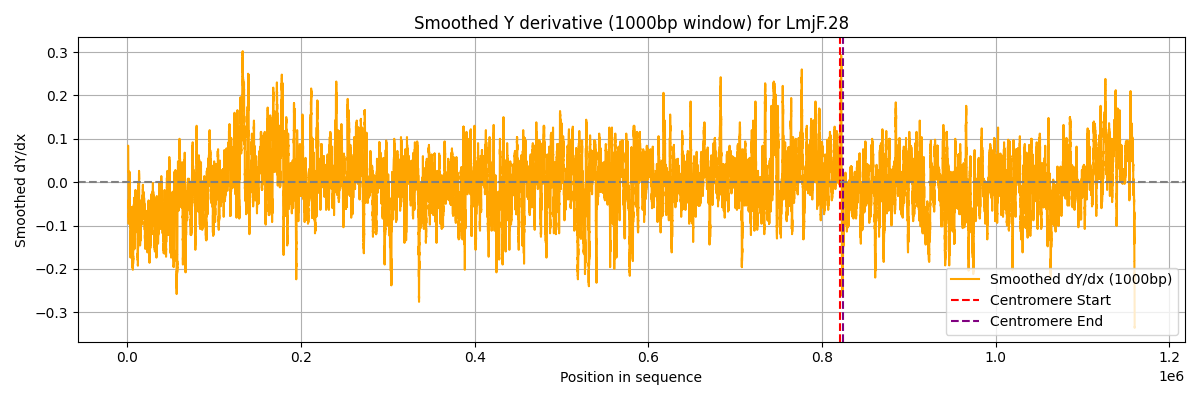 Smoothed Y derivative (1000bp window) for LmjF.28
Smoothed dY/dx
0.3
0.2
0.1
0.0
−0.1
−0.2
−0.3
Smoothed dY/dx (1000bp)
Centromere Start
Centromere End
0.0 0.2 0.4 0.6 0.8 1.0 1.2
1e6
Position in sequence